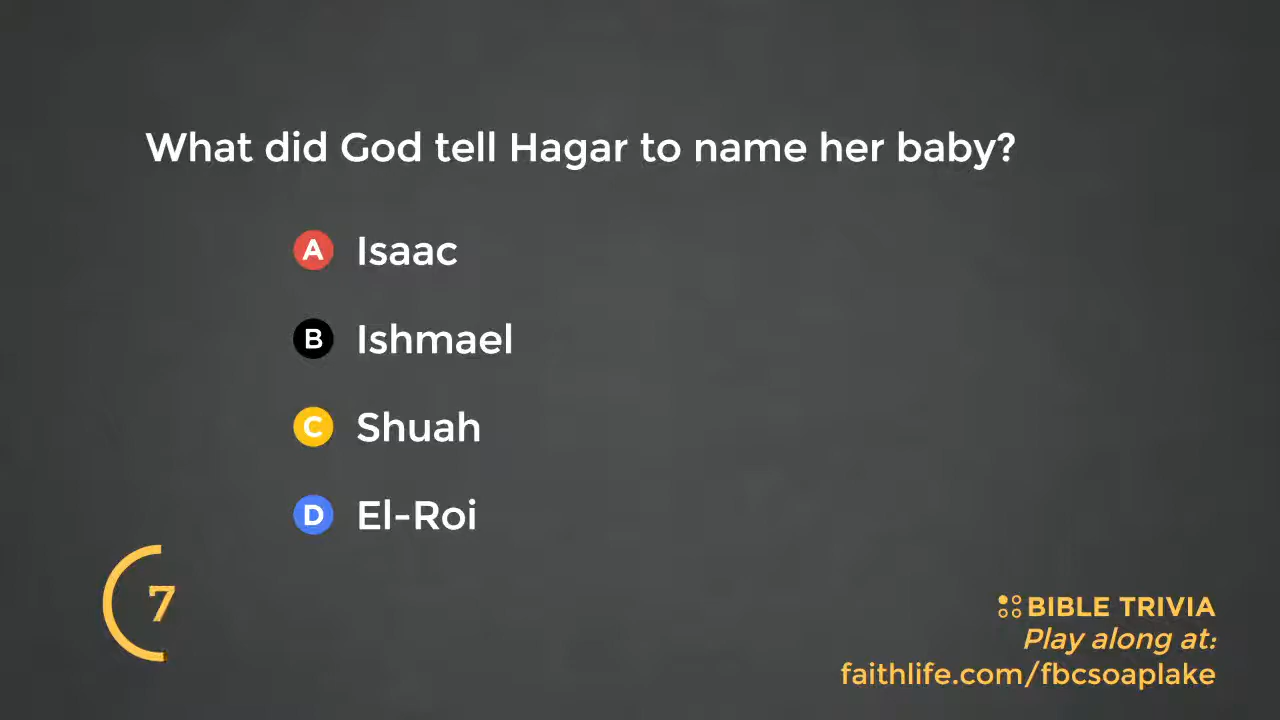 What did God tell Hagar to name her baby?
A Isaac
B Ishmael
C Shuah
D El-Roi
7
BIBLE TRIVIA
Play along at:
faithlife.com/fbcsoaplake